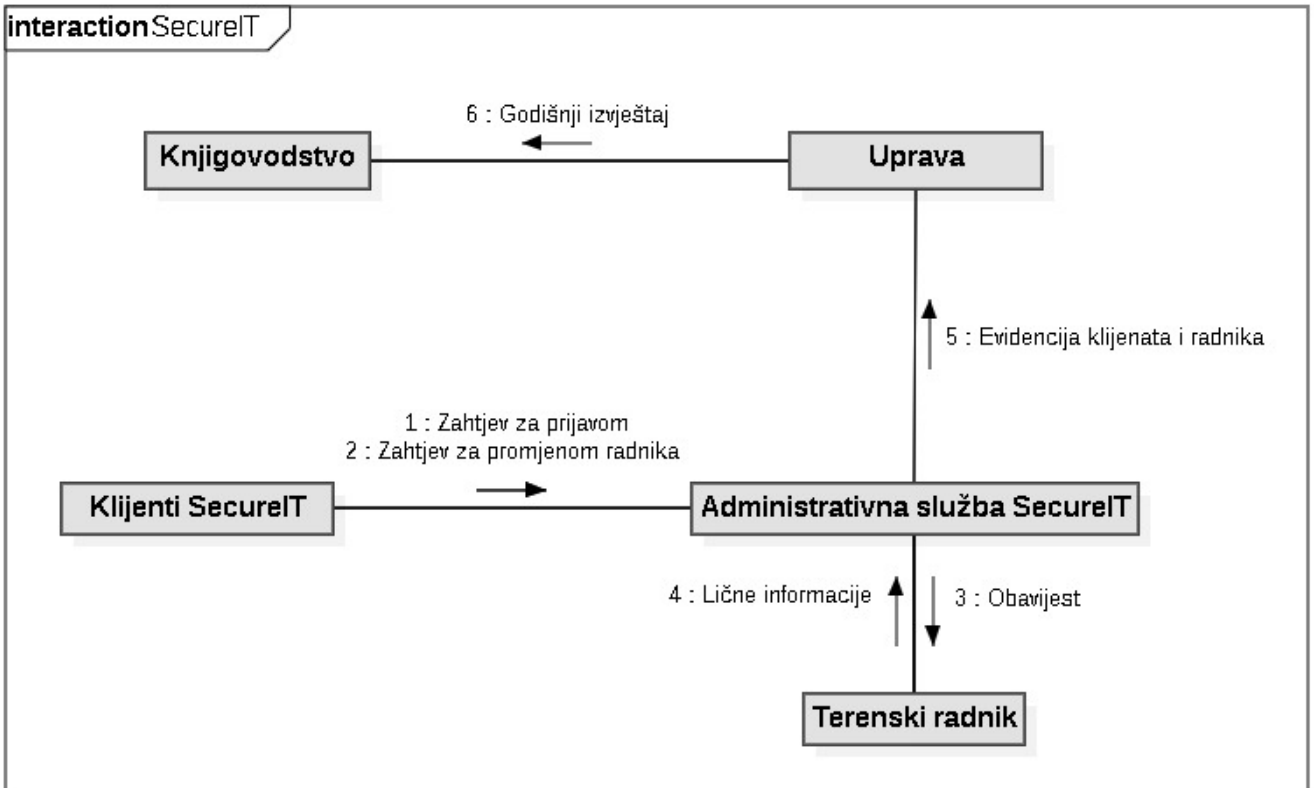 interaction SecureIT
6 : Godišnji izvještaj
Knjigovodstvo
Uprava
5 : Evidencija klijenata i radnika
1 : Zahtjev za prijavom
2 : Zahtjev za promjenom radnika
Klijenti SecureIT
Administrativna služba SecureIT
4 : Lične informacije
3 : Obavijest
Terenski radnik